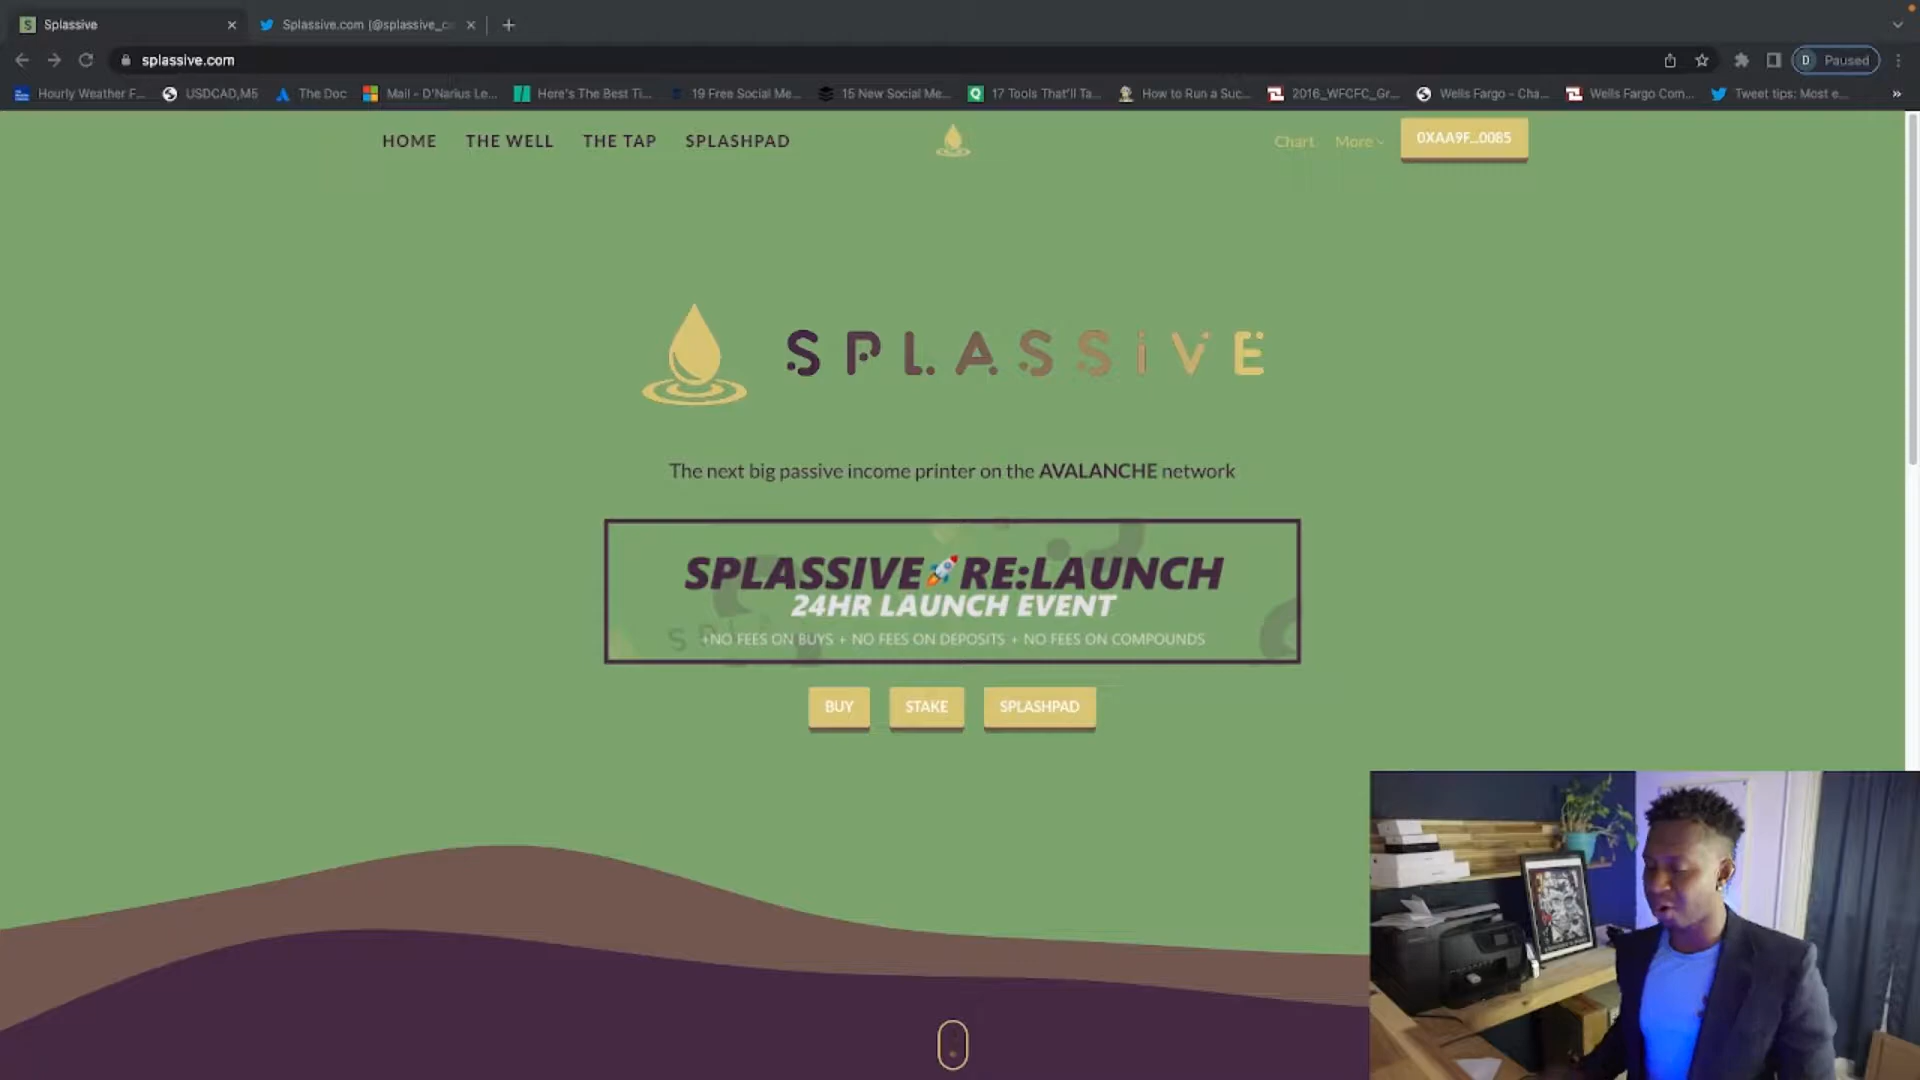 Splassive
Splassive.com (@splassive_c
splassive.com
D Paused
Hourly Weather F...
USDCAD,M5
The Doc
Mail - D'Narius Le...
Here's The Best Ti...
19 Free Social Me...
15 New Social Me...
17 Tools That'll Ta...
How to Run a Suc...
2016_WFCFC_Gr...
Wells Fargo - Cha...
Wells Fargo Com...
Tweet tips: Most e...
HOME
THE WELL
THE TAP
SPLASHPAD
Chart
More
0XAA9F...0085
SPLASSIVE
The next big passive income printer on the AVALANCHE network
SPLASSIVE🚀RE:LAUNCH
24HR LAUNCH EVENT
+NO FEES ON BUYS + NO FEES ON DEPOSITS + NO FEES ON COMPOUNDS
BUY
STAKE
SPLASHPAD